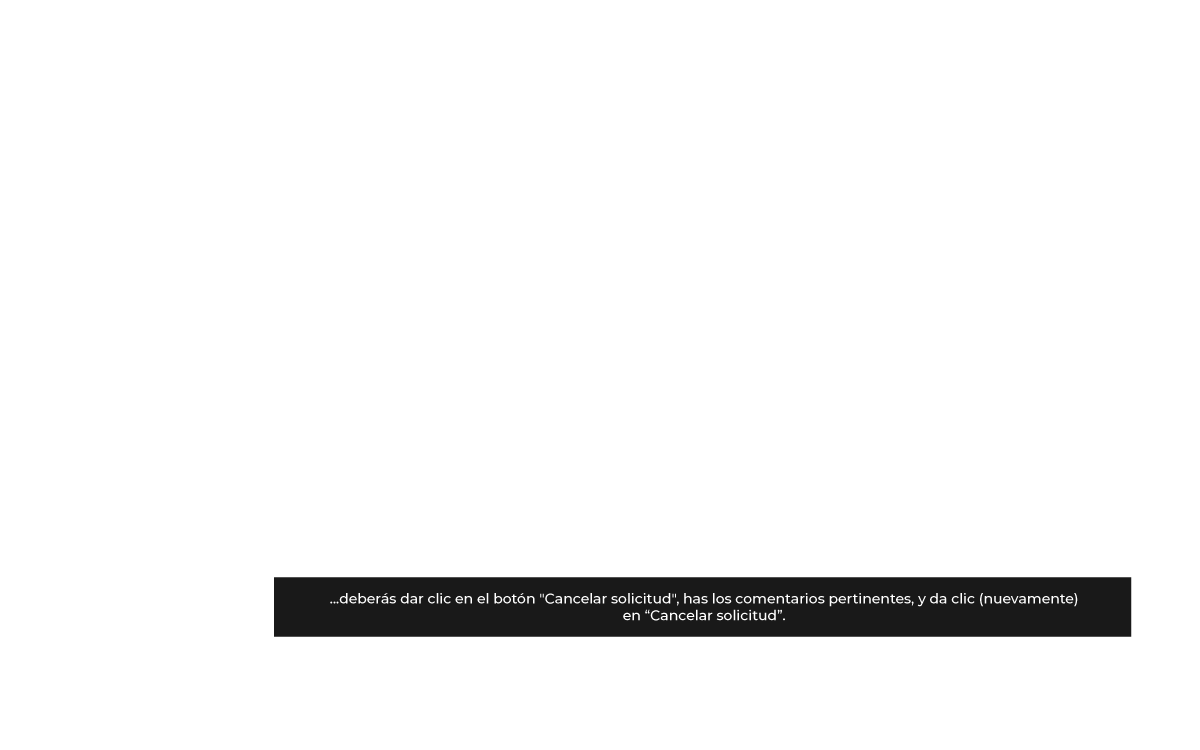 ...deberás dar clic en el botón "Cancelar solicitud", has los comentarios pertinentes, y da clic (nuevamente)
en “Cancelar solicitud”.